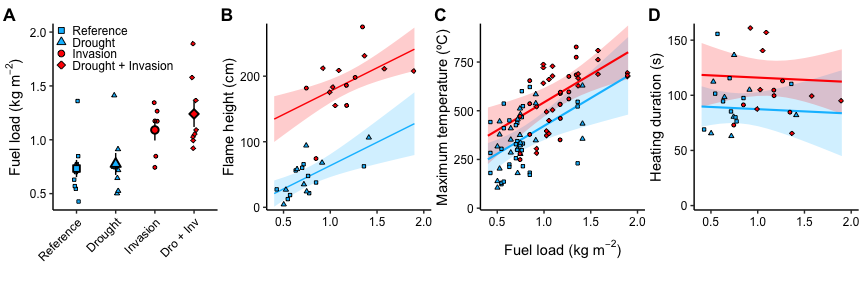 A
B
C
D
Reference
Drought
Invasion
Drought + Invasion
Fuel load (kg m−2)
2.0
1.5
1.0
0.5
Reference
Drought
Invasion
Dro + Inv
Flame height (cm)
200
100
0
0.5
1.0
1.5
2.0
Maximum temperature (ºC)
750
500
250
0
0.5
1.0
1.5
2.0
Heating duration (s)
150
100
50
0
0.5
1.0
1.5
2.0
Fuel load (kg m−2)